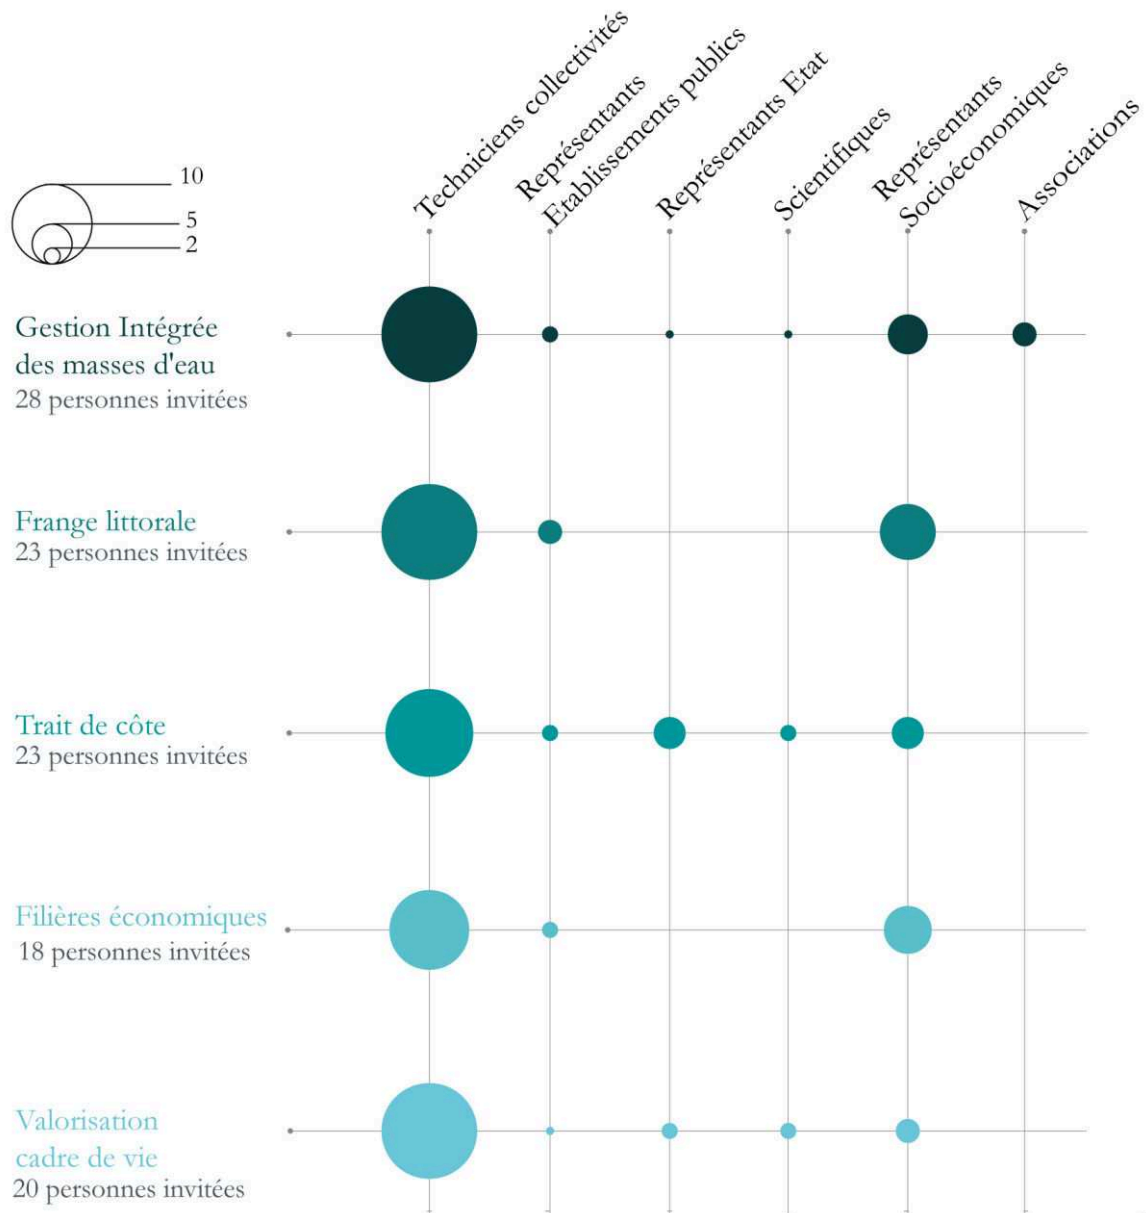 Techniciens collectivités
Représentants
Etablissements publics
Représentants Etat
Scientifiques
Représentants
Socioéconomiques
Associations
10
5
2
Gestion Intégrée
des masses d'eau
28 personnes invitées
Frange littorale
23 personnes invitées
Trait de côte
23 personnes invitées
Filières économiques
18 personnes invitées
Valorisation
cadre de vie
20 personnes invitées